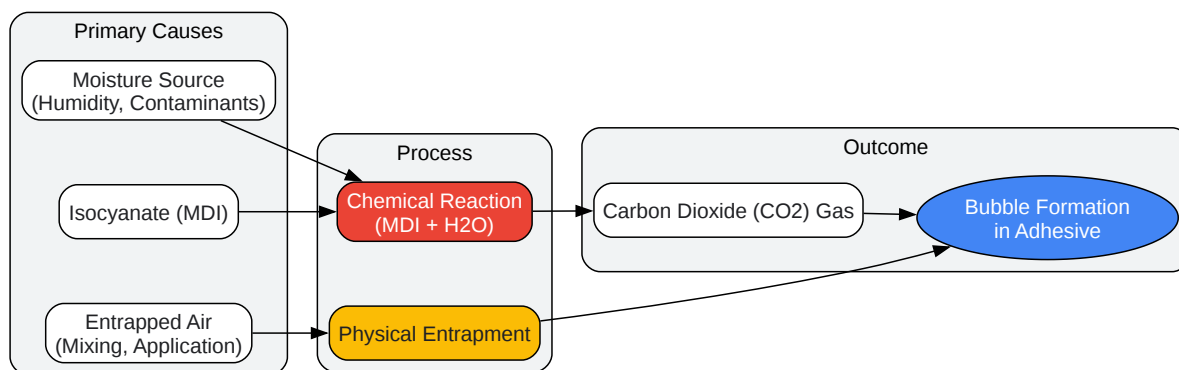 Primary Causes
Moisture Source
(Humidity, Contaminants)
Isocyanate (MDI)
Entrapped Air
(Mixing, Application)
Process
Chemical Reaction
(MDI + H2O)
Physical Entrapment
Outcome
Carbon Dioxide (CO2) Gas
Bubble Formation
in Adhesive